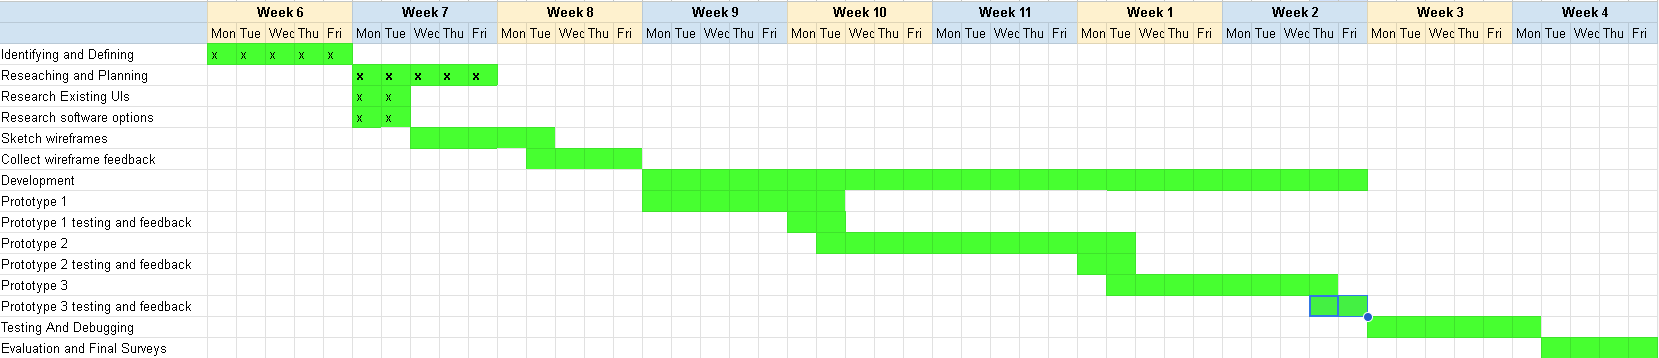 Week 6 Week 7 Week 8 Week 9 Week 10 Week 11 Week 1 Week 2 Week 3 Week 4
Mon Tue Wec Thu Fri Mon Tue Wec Thu Fri Mon Tue Wec Thu Fri Mon Tue Wec Thu Fri Mon Tue Wec Thu Fri Mon Tue Wec Thu Fri Mon Tue Wec Thu Fri Mon Tue Wec Thu Fri Mon Tue Wec Thu Fri Mon Tue Wec Thu Fri
Identifying and Defining x x x x x
Reseaching and Planning x x x x x
Research Existing UIs x x
Research software options x x
Sketch wireframes
Collect wireframe feedback
Development
Prototype 1
Prototype 1 testing and feedback
Prototype 2
Prototype 2 testing and feedback
Prototype 3
Prototype 3 testing and feedback
Testing And Debugging
Evaluation and Final Surveys